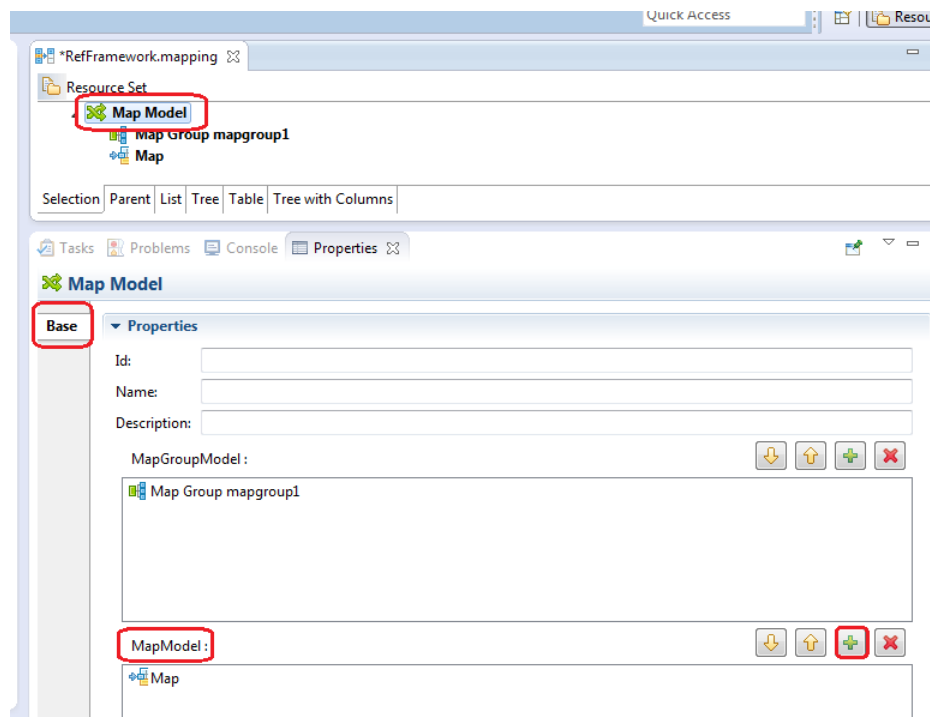 Quick Access
Resou
*RefFramework.mapping
Resource Set
Map Model
Map Group mapgroup1
Map
Selection Parent List Tree Table Tree with Columns
Tasks Problems Console Properties
Map Model
Base
Properties
Id:
Name:
Description:
MapGroupModel :
Map Group mapgroup1
MapModel :
Map